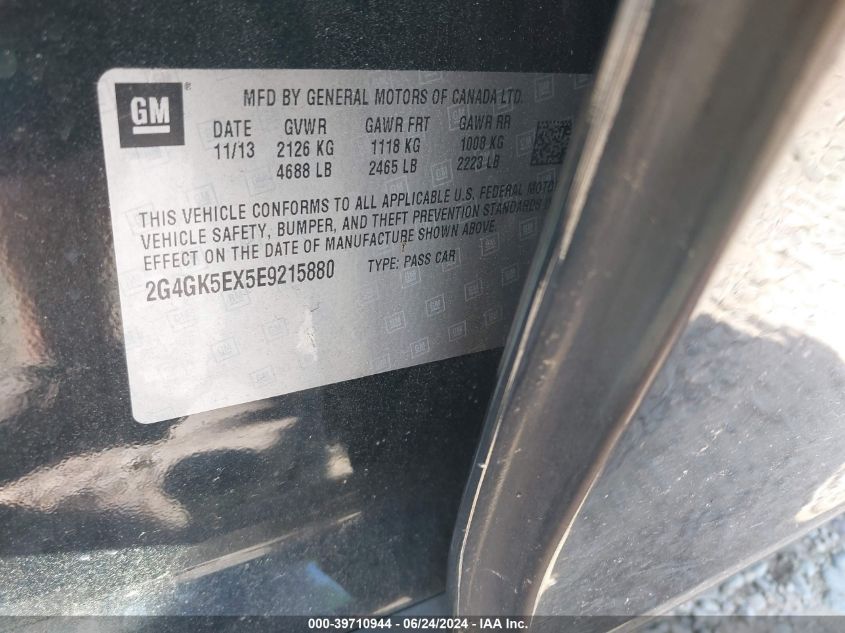 GM
MFD BY GENERAL MOTORS OF CANADA LTD.
DATE GVWR GAWR FRT GAWR RR
11/13 2126 KG 1118 KG 1008 KG
4688 LB 2465 LB 2223 LB
THIS VEHICLE CONFORMS TO ALL APPLICABLE U.S. FEDERAL MOTOR
VEHICLE SAFETY, BUMPER, AND THEFT PREVENTION STANDARDS
EFFECT ON THE DATE OF MANUFACTURE SHOWN ABOVE.
2G4GK5EX5E9215880 TYPE: PASS CAR
000-39710944 - 06/24/2024 - IAA Inc.